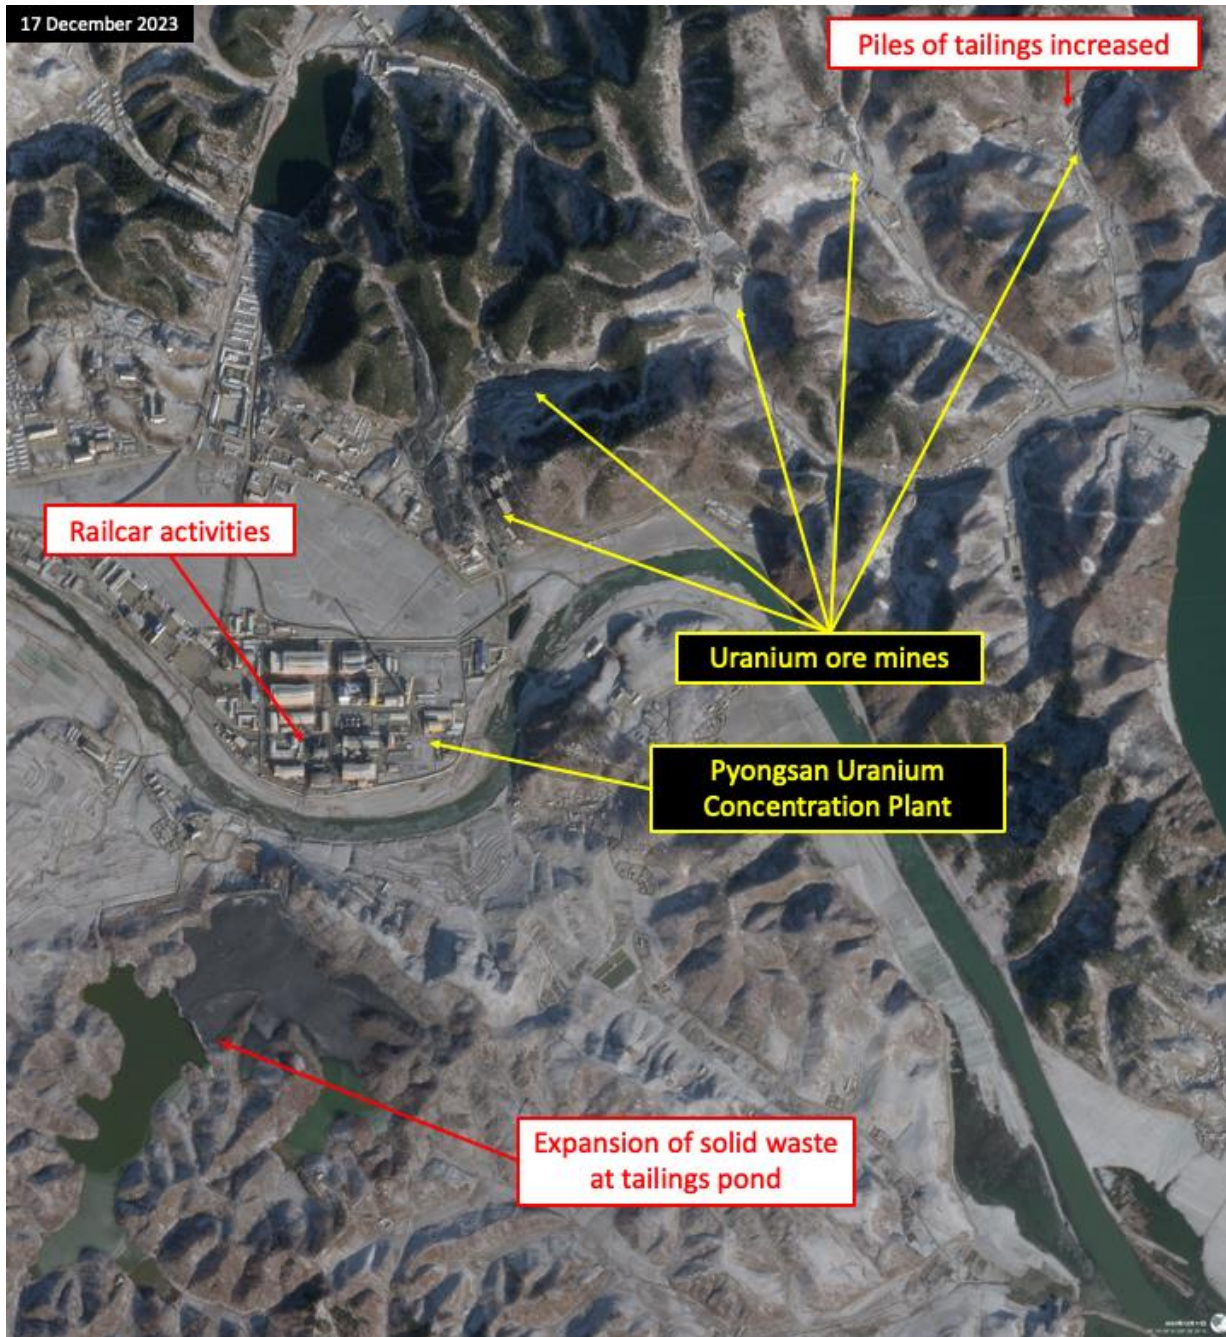 17 December 2023
Piles of tailings increased
Railcar activities
Uranium ore mines
Pyongsan Uranium
Concentration Plant
Expansion of solid waste
at tailings pond